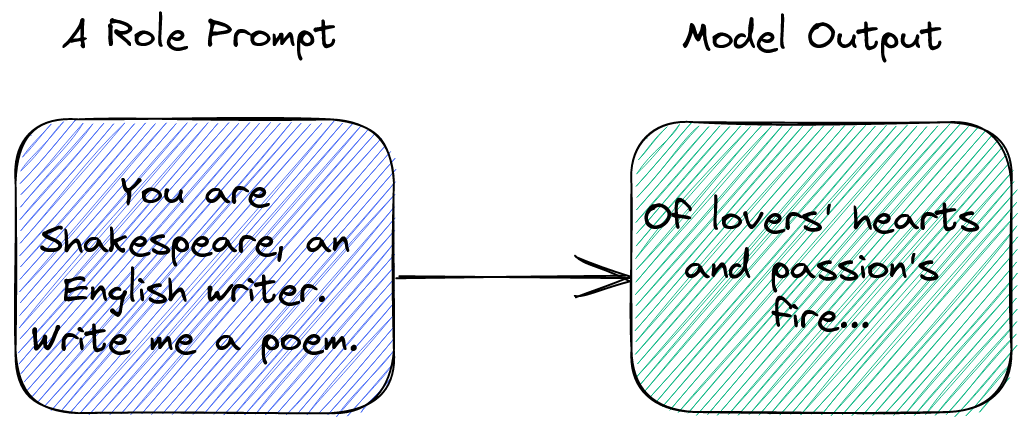 A Role Prompt
Model Output
You are
Shakespeare, an
English writer.
Write me a poem.
Of lovers' hearts
and passion's
fire...